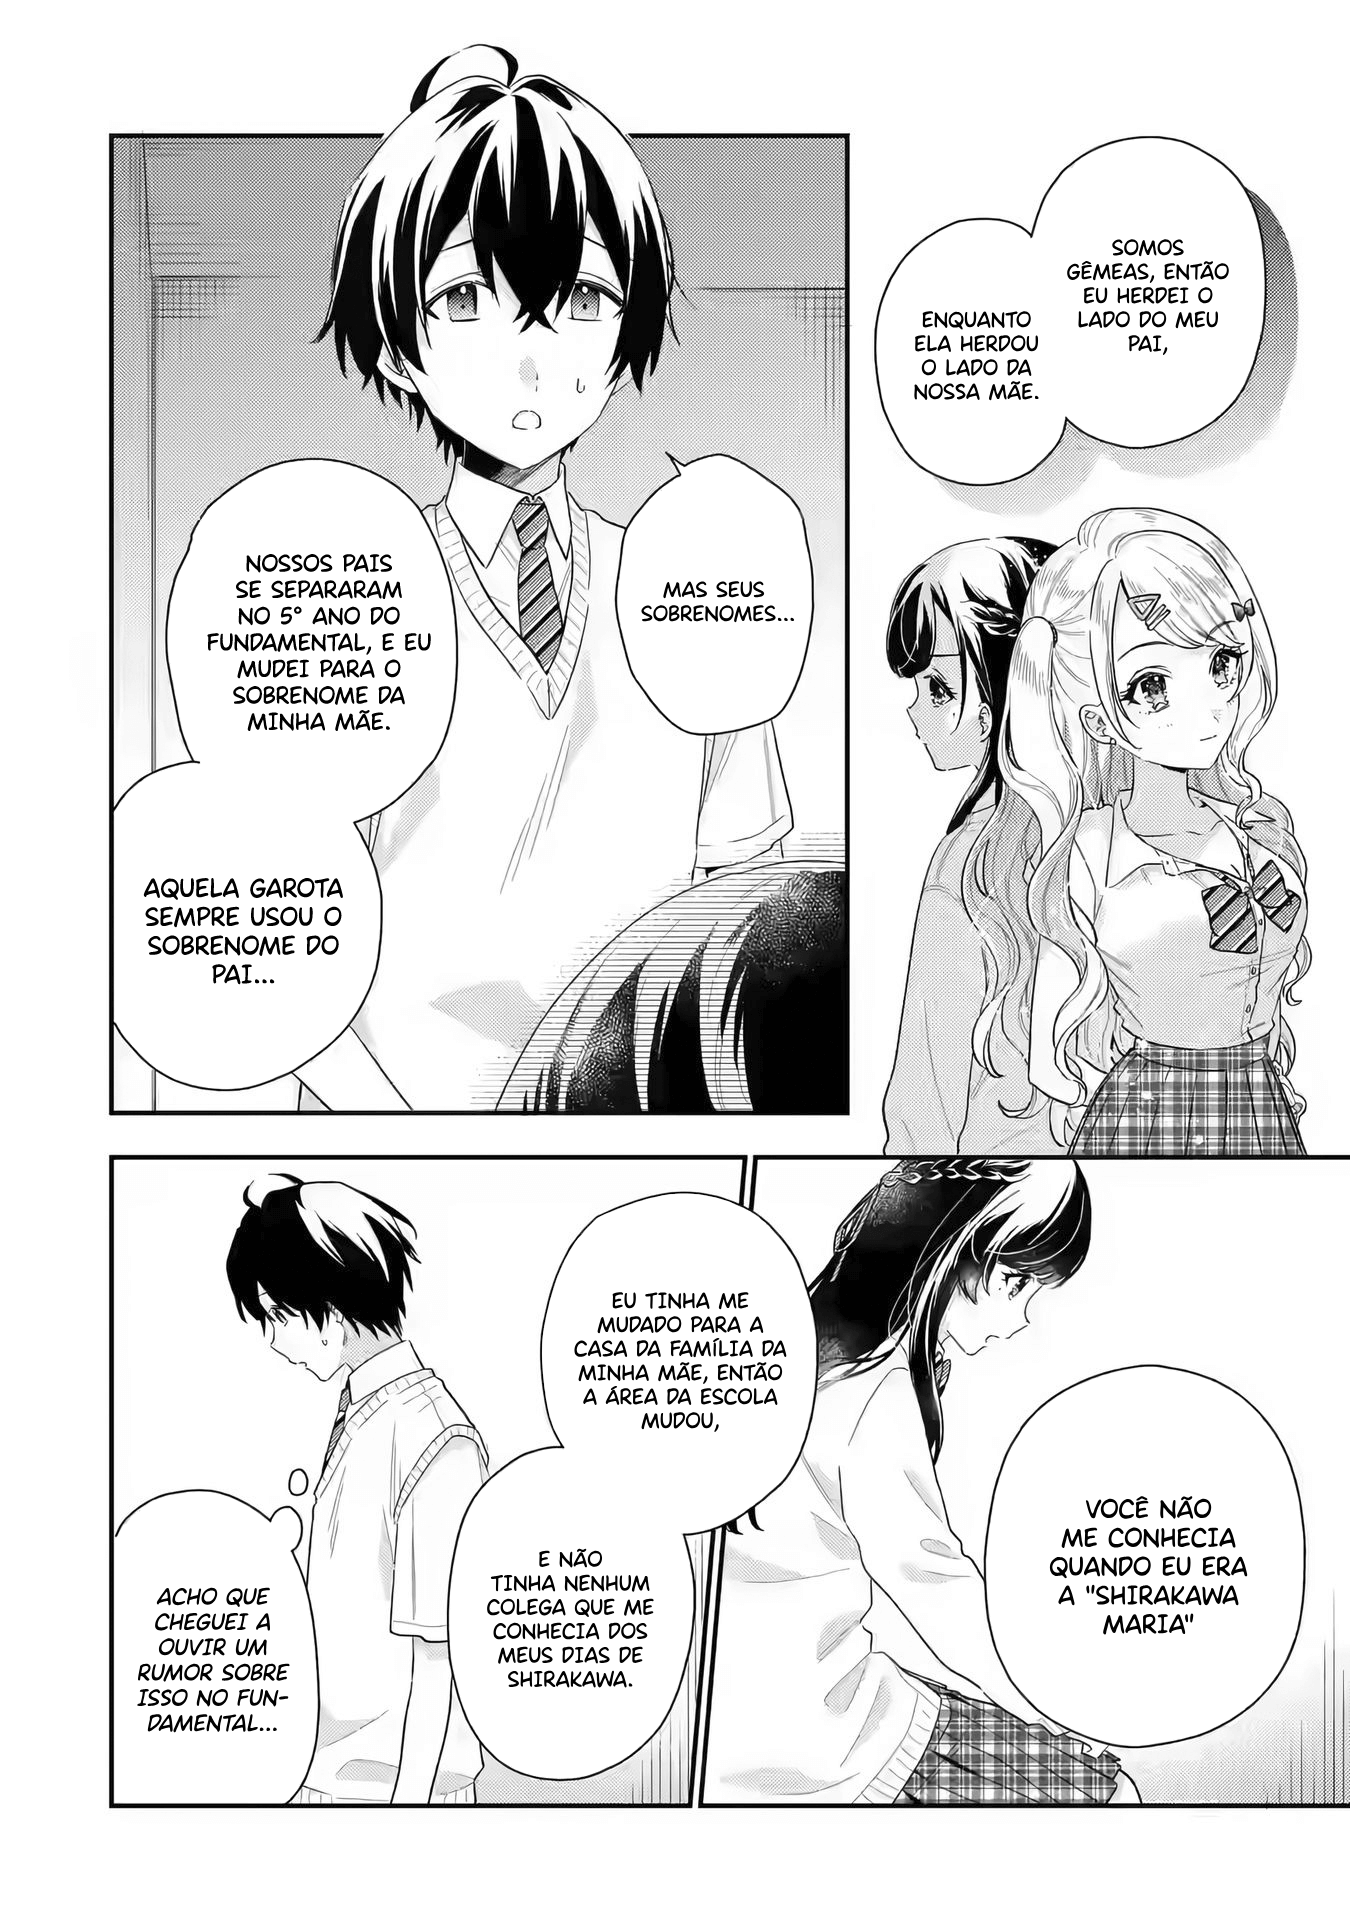 SOMOS
GÊMEAS, ENTÃO
EU HERDEI O
LADO DO MEU
PAI,
ENQUANTO
ELA HERDOU
O LADO DA
NOSSA MÃE.
MAS SEUS
SOBRENOMES...
NOSSOS PAIS
SE SEPARARAM
NO 5° ANO DO
FUNDAMENTAL, E EU
MUDEI PARA O
SOBRENOME DA
MINHA MÃE.
AQUELA GAROTA
SEMPRE USOU O
SOBRENOME DO
PAI...
VOCÊ NÃO
ME CONHECIA
QUANDO EU ERA
A "SHIRAKAWA
MARIA"
EU TINHA ME
MUDADO PARA A
CASA DA FAMÍLIA DA
MINHA MÃE, ENTÃO
A ÁREA DA ESCOLA
MUDOU,
E NÃO
TINHA NENHUM
COLEGA QUE ME
CONHECIA DOS
MEUS DIAS DE
SHIRAKAWA.
ACHO QUE
CHEGUEI A
OUVIR UM
RUMOR SOBRE
ISSO NO FUN-
DAMENTAL...